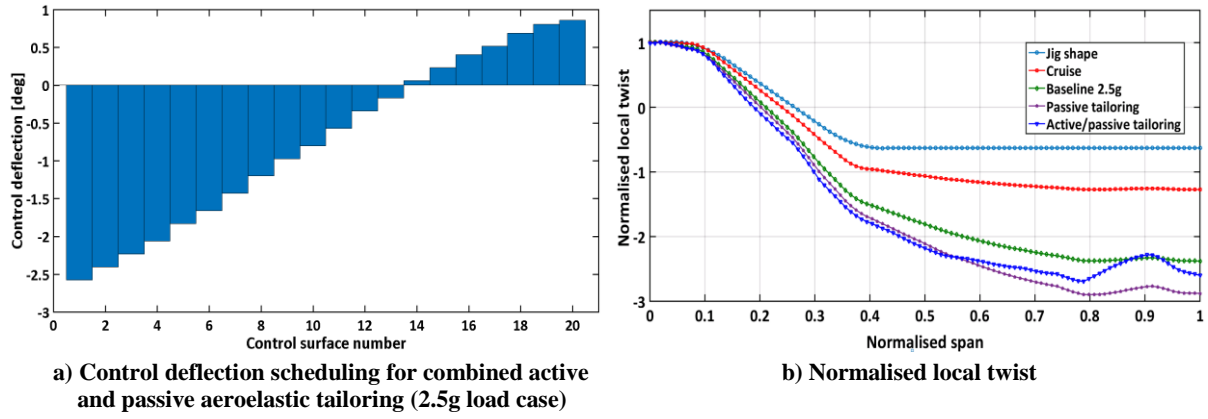 1
0.5
0
-0.5
-1
-1.5
-2
-2.5
-3
Control deflection [deg]
0 2 4 6 8 10 12 14 16 18 20
Control surface number
a) Control deflection scheduling for combined active
and passive aeroelastic tailoring (2.5g load case)
1
0
-1
-2
-3
Normalised local twist
Jig shape
Cruise
Baseline 2.5g
Passive tailoring
Active/passive tailoring
0 0.1 0.2 0.3 0.4 0.5 0.6 0.7 0.8 0.9 1
Normalised span
b) Normalised local twist